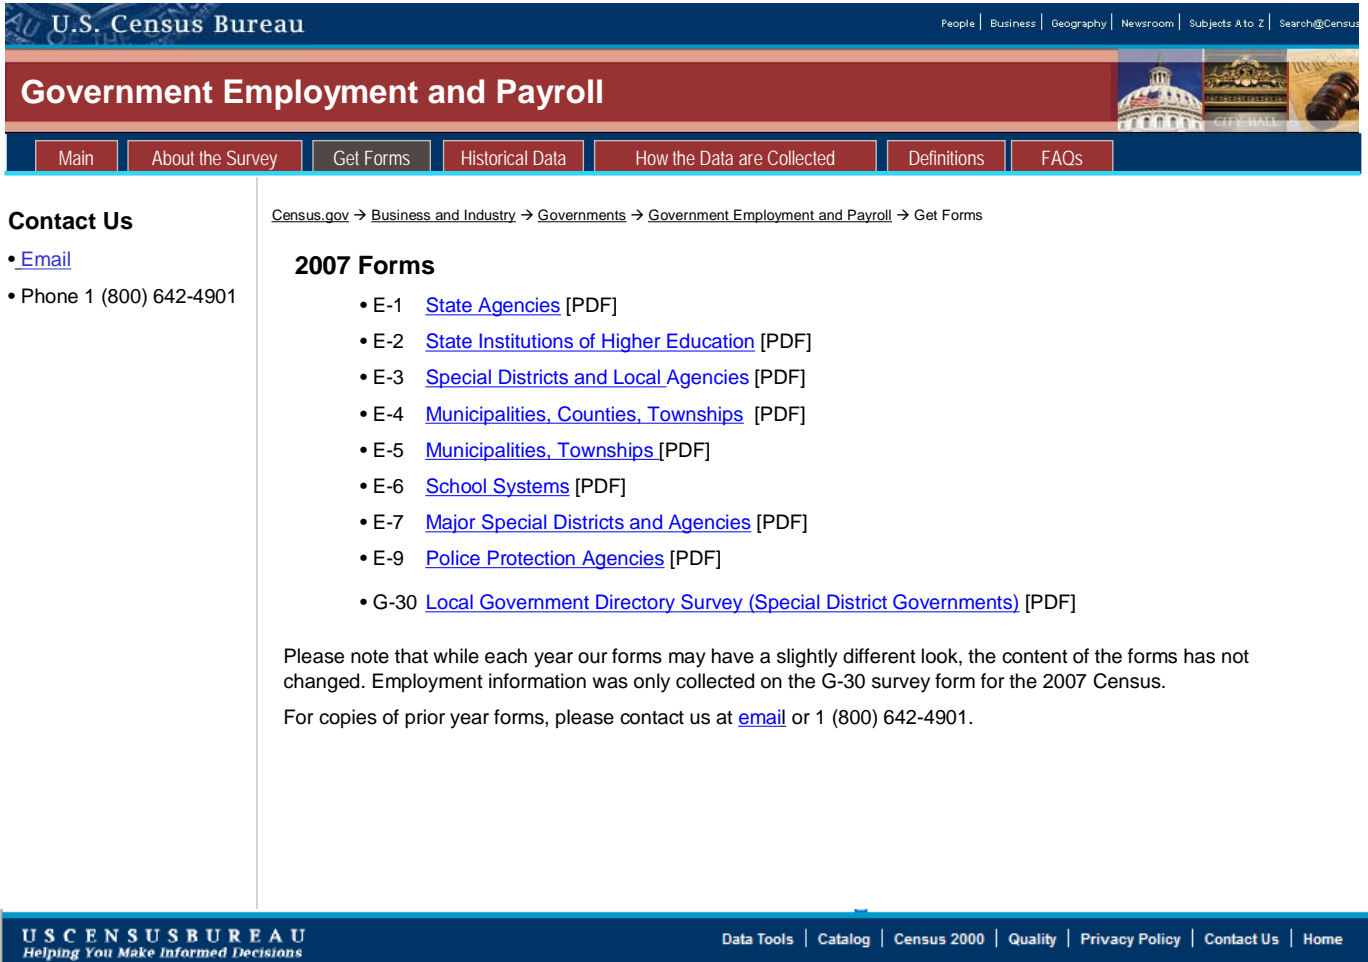 U.S. Census Bureau
People | Business | Geography | Newsroom | Subjects A to Z | Search@Census
Government Employment and Payroll
CITY HALL
Main About the Survey Get Forms Historical Data How the Data are Collected Definitions FAQs
Contact Us
• Email
• Phone 1 (800) 642-4901
Census.gov → Business and Industry → Governments → Government Employment and Payroll → Get Forms
2007 Forms
• E-1 State Agencies [PDF]
• E-2 State Institutions of Higher Education [PDF]
• E-3 Special Districts and Local Agencies [PDF]
• E-4 Municipalities, Counties, Townships [PDF]
• E-5 Municipalities, Townships [PDF]
• E-6 School Systems [PDF]
• E-7 Major Special Districts and Agencies [PDF]
• E-9 Police Protection Agencies [PDF]
• G-30 Local Government Directory Survey (Special District Governments) [PDF]
Please note that while each year our forms may have a slightly different look, the content of the forms has not
changed. Employment information was only collected on the G-30 survey form for the 2007 Census.
For copies of prior year forms, please contact us at email or 1 (800) 642-4901.
USCENSUSBUREAU
Helping You Make Informed Decisions
Data Tools | Catalog | Census 2000 | Quality | Privacy Policy | Contact Us | Home